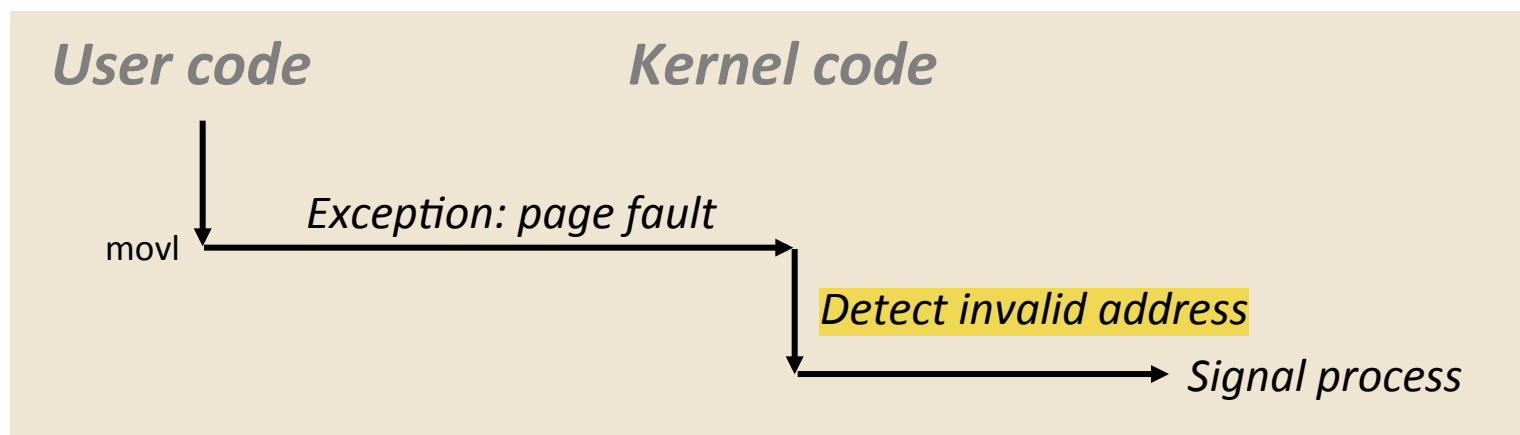 User code
Kernel code
Exception: page fault
movl
Detect invalid address
Signal process